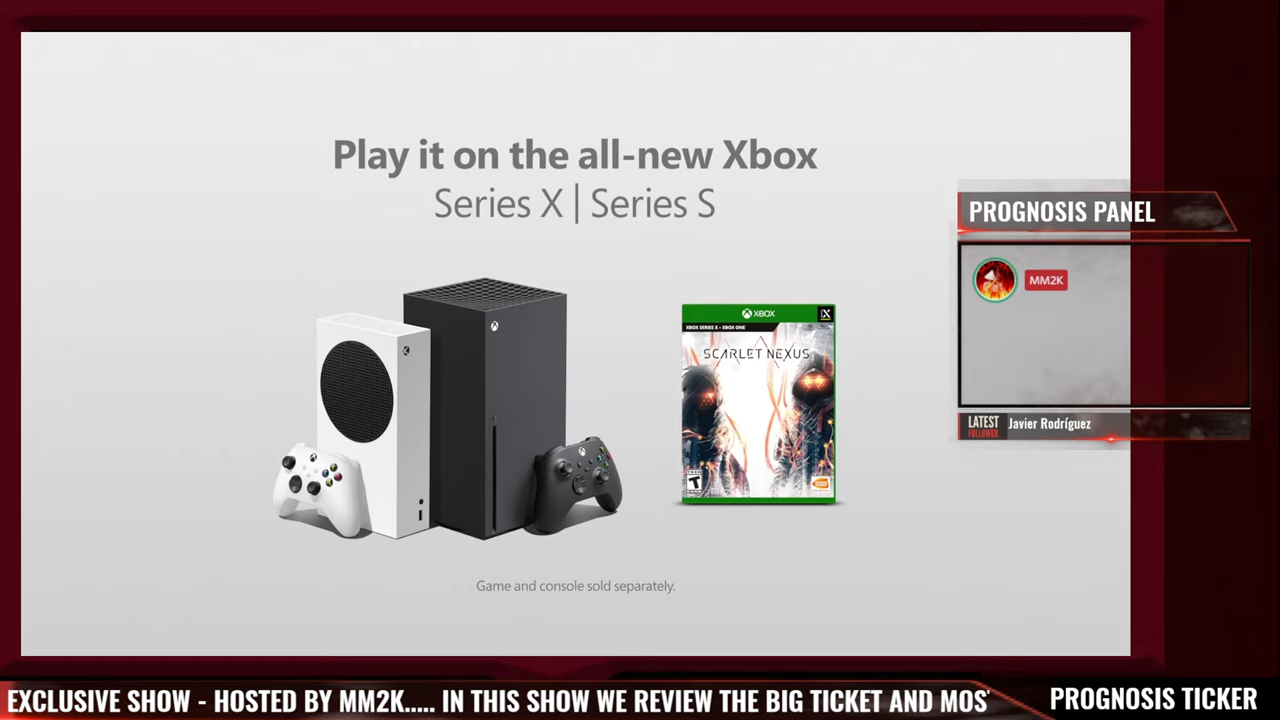 Play it on the all-new Xbox
Series X | Series S
PROGNOSIS PANEL
MM2K
XBOX
XBOX SERIES X • XBOX ONE
SCARLET NEXUS
TEEN
T
BANDAI
LATEST
FOLLOWER
Javier Rodríguez
Game and console sold separately.
EXCLUSIVE SHOW - HOSTED BY MM2K..... IN THIS SHOW WE REVIEW THE BIG TICKET AND MOS
PROGNOSIS TICKER